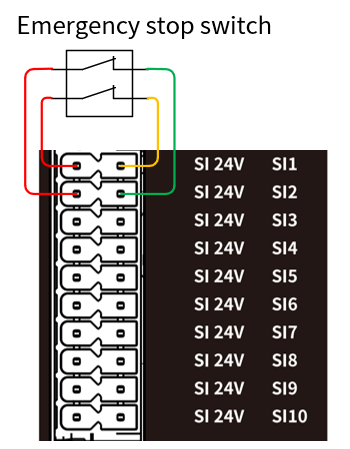 Emergency stop switch
SI 24V SI1
SI 24V SI2
SI 24V SI3
SI 24V SI4
SI 24V SI5
SI 24V SI6
SI 24V SI7
SI 24V SI8
SI 24V SI9
SI 24V SI10